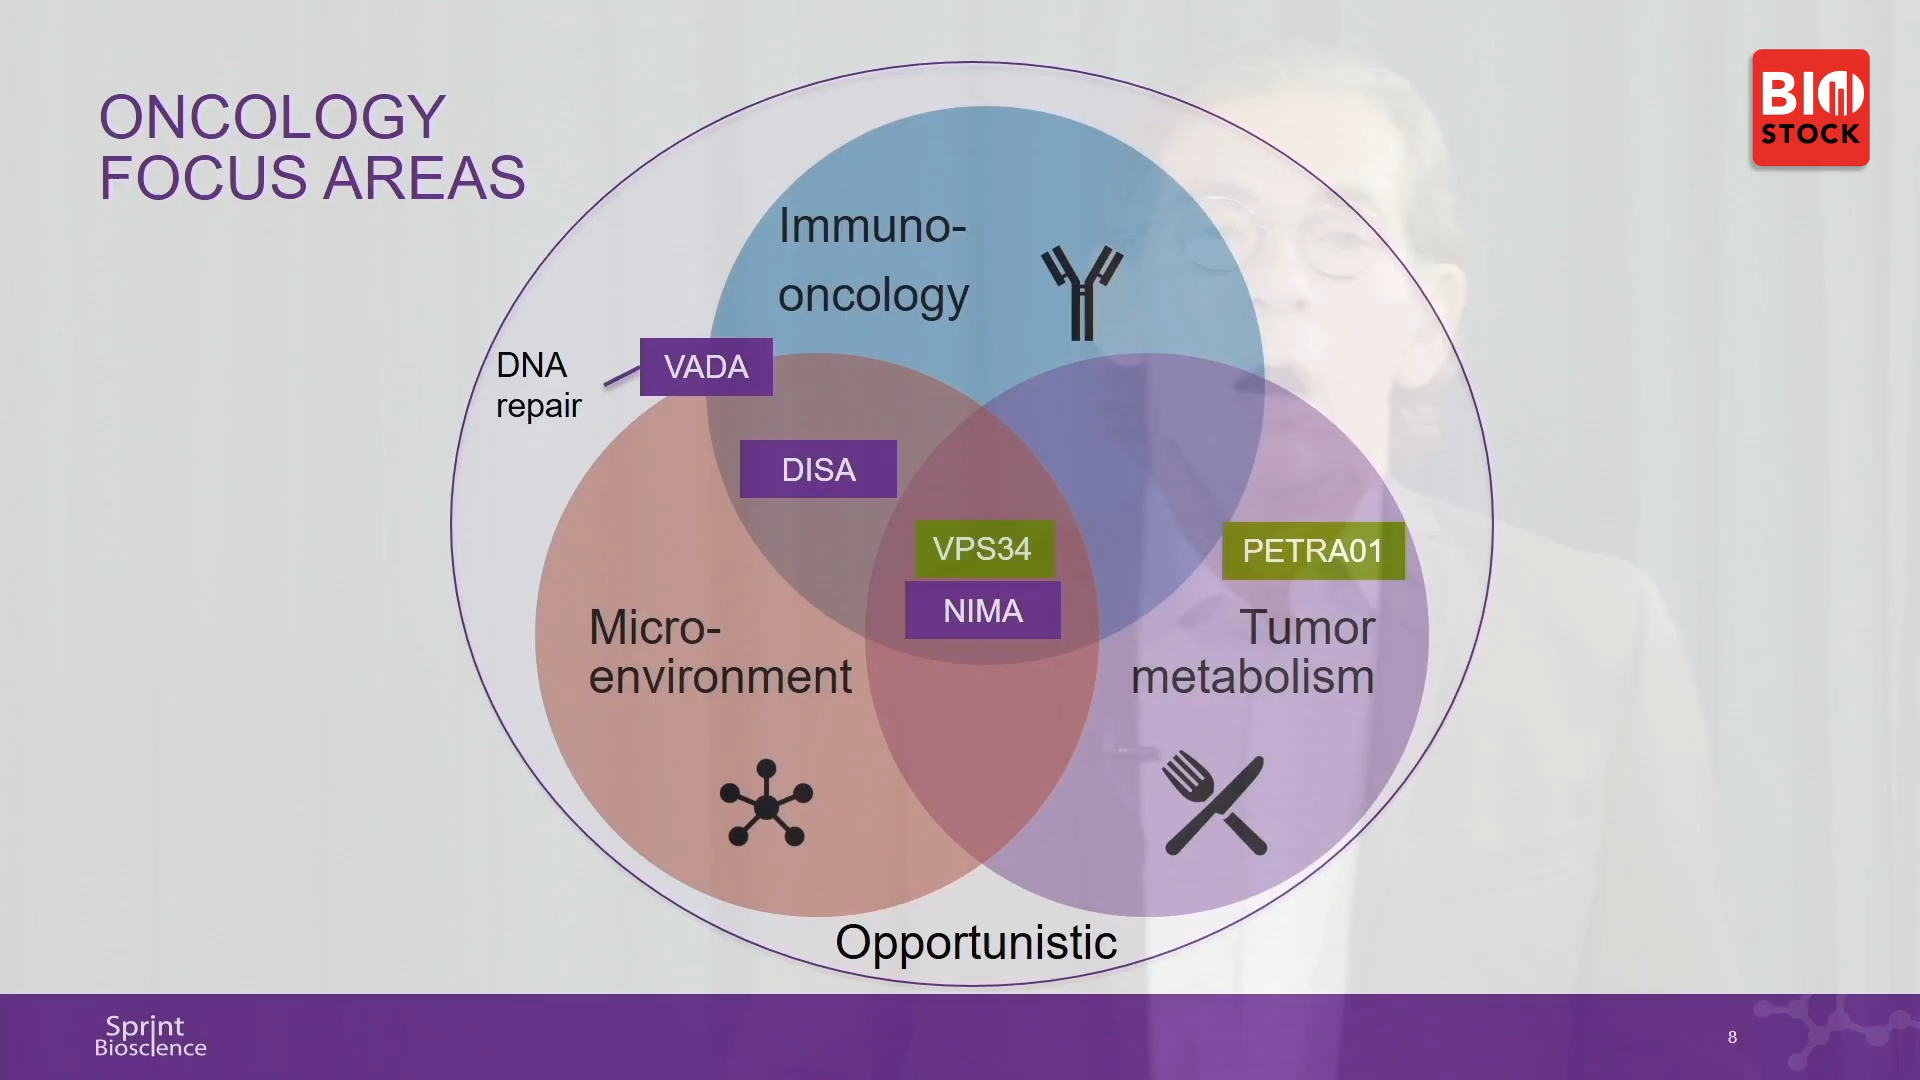 ONCOLOGY
FOCUS AREAS
BIO
STOCK
Immuno-
oncology
DNA
repair
VADA
DISA
VPS34
NIMA
PETRA01
Micro-
environment
Tumor
metabolism
Opportunistic
Sprint
Bioscience
8